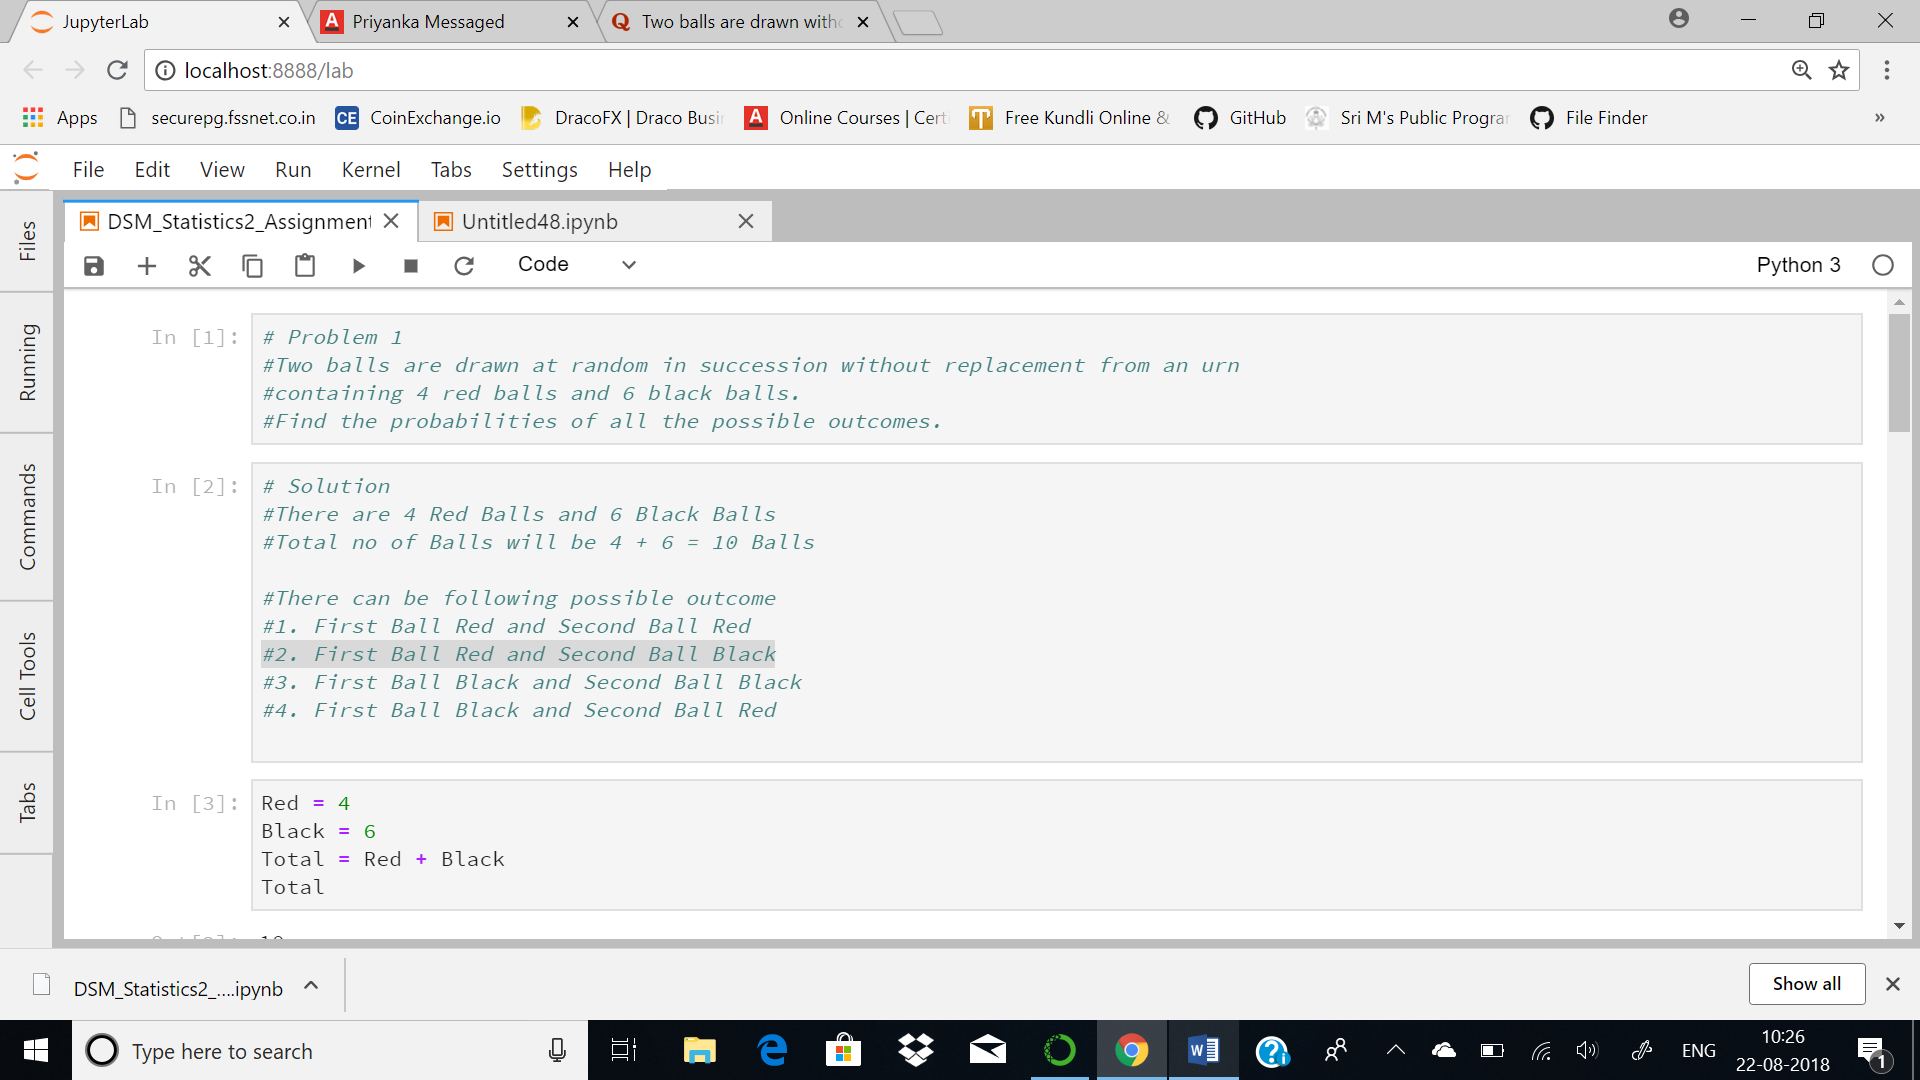 JupyterLab
Priyanka Messaged
Two balls are drawn with
localhost:8888/lab
Apps
securepg.fssnet.co.in
CE
CoinExchange.io
DracoFX | Draco Busi
Online Courses | Cert
Free Kundli Online &
GitHub
Sri M's Public Progra
File Finder
»
File Edit View Run Kernel Tabs Settings Help
DSM_Statistics2_Assignment
Untitled48.ipynb
Code
Python 3
Files
Running
Commands
Cell Tools
Tabs
In [1]:
# Problem 1
#Two balls are drawn at random in succession without replacement from an urn
#containing 4 red balls and 6 black balls.
#Find the probabilities of all the possible outcomes.
In [2]:
# Solution
#There are 4 Red Balls and 6 Black Balls
#Total no of Balls will be 4 + 6 = 10 Balls
#There can be following possible outcome
#1. First Ball Red and Second Ball Red
#2. First Ball Red and Second Ball Black
#3. First Ball Black and Second Ball Black
#4. First Ball Black and Second Ball Red
In [3]:
Red = 4
Black = 6
Total = Red + Black
Total
DSM_Statistics2_....ipynb
Show all
Type here to search
ENG
10:26
22-08-2018
1